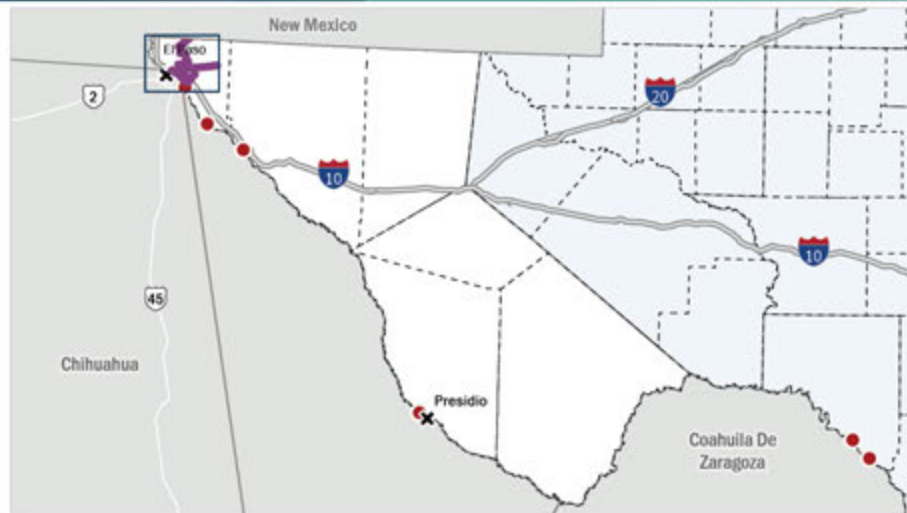 New Mexico
El Paso
2
20
10
10
45
Chihuahua
Presidio
Coahuila De
Zaragoza